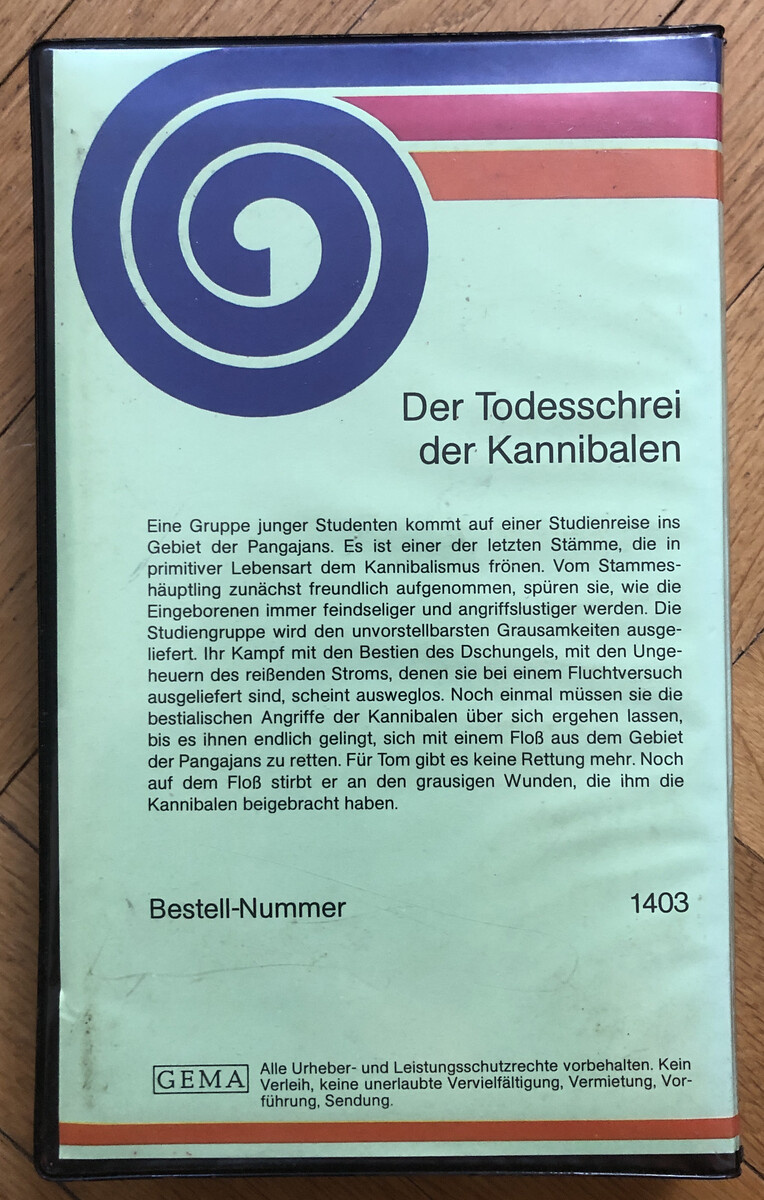 Der Todesschrei
der Kannibalen
Eine Gruppe junger Studenten kommt auf einer Studienreise ins
Gebiet der Pangajans. Es ist einer der letzten Stämme, die in
primitiver Lebensart dem Kannibalismus frönen. Vom Stammes-
häuptling zunächst freundlich aufgenommen, spüren sie, wie die
Eingeborenen immer feindseliger und angriffslustiger werden. Die
Studiengruppe wird den unvorstellbarsten Grausamkeiten ausge-
liefert. Ihr Kampf mit den Bestien des Dschungels, mit den Unge-
heuern des reißenden Stroms, denen sie bei einem Fluchtversuch
ausgeliefert sind, scheint ausweglos. Noch einmal müssen sie die
bestialischen Angriffe der Kannibalen über sich ergehen lassen,
bis es ihnen endlich gelingt, sich mit einem Floß aus dem Gebiet
der Pangajans zu retten. Für Tom gibt es keine Rettung mehr. Noch
auf dem Floß stirbt er an den grausigen Wunden, die ihm die
Kannibalen beigebracht haben.
Bestell-Nummer 1403
GEMA
Alle Urheber- und Leistungsschutzrechte vorbehalten. Kein
Verleih, keine unerlaubte Vervielfältigung, Vermietung, Vor-
führung, Sendung.